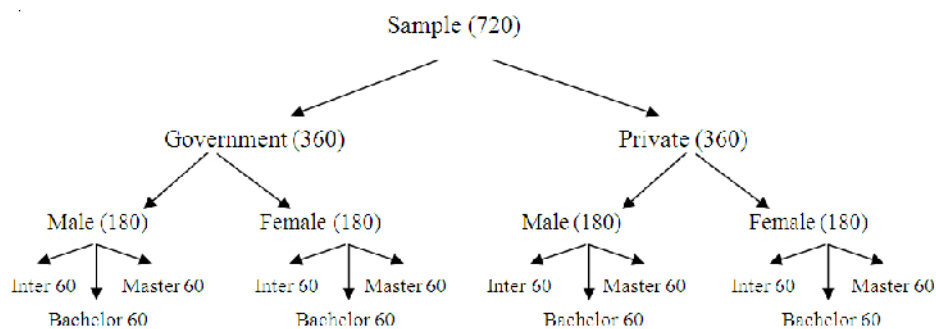 Sample (720)
Government (360) Private (360)
Male (180) Female (180) Male (180) Female (180)
Inter 60 Master 60 Inter 60 Master 60 Inter 60 Master 60 Inter 60 Master 60
Bachelor 60 Bachelor 60 Bachelor 60 Bachelor 60